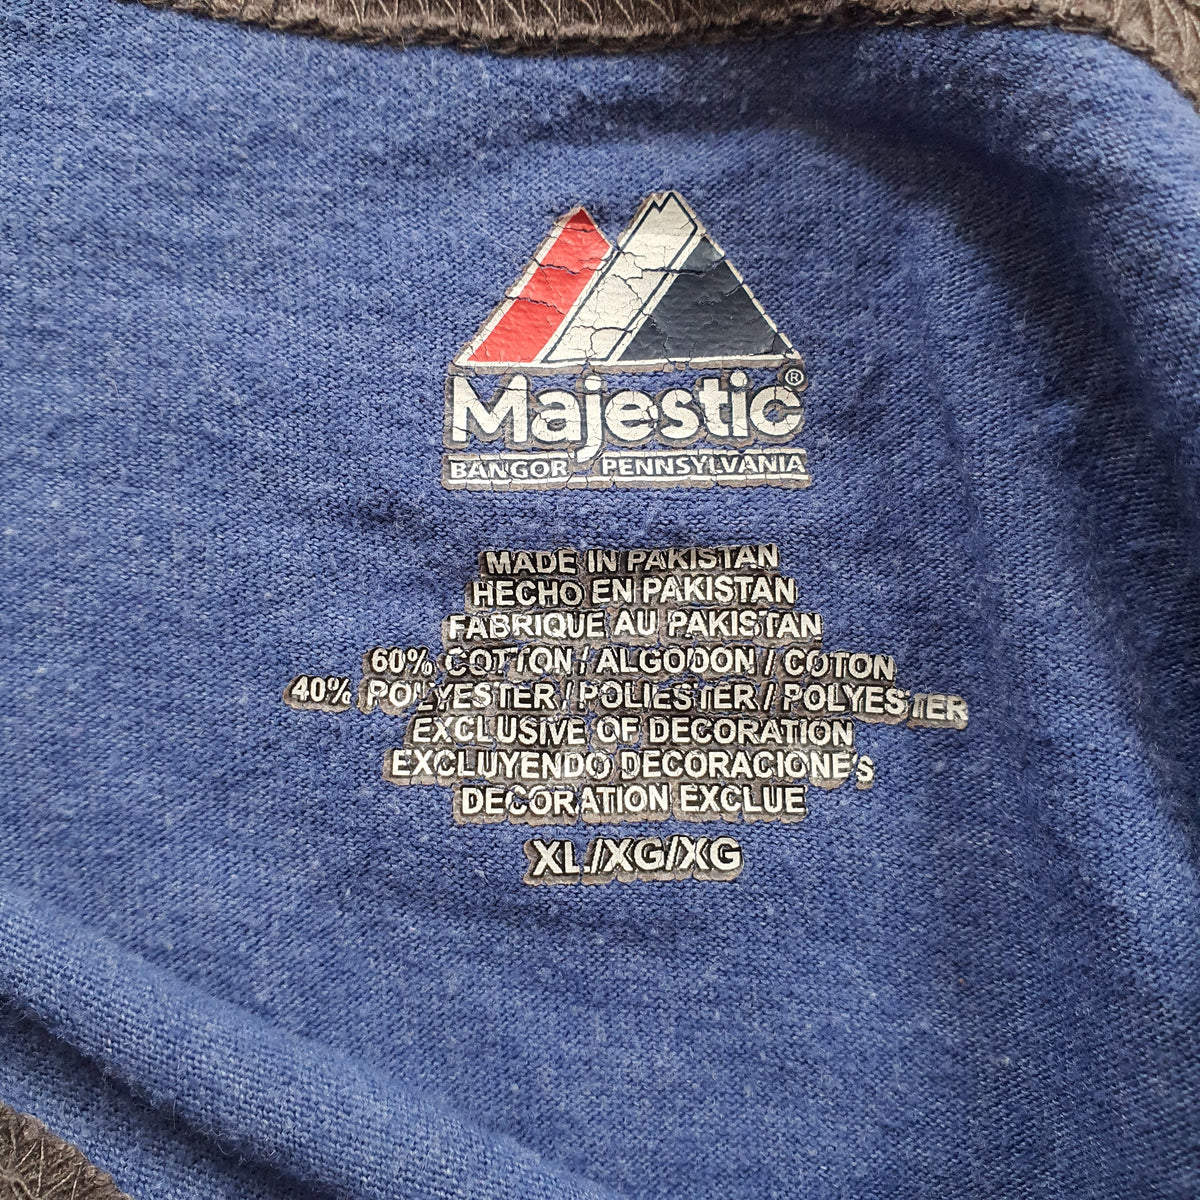 Majestic®
BANGOR PENNSYLVANIA
MADE IN PAKISTAN
HECHO EN PAKISTAN
FABRIQUE AU PAKISTAN
60% COTTON / ALGODON / COTON
40% POLYESTER / POLIESTER / POLYESTER
EXCLUSIVE OF DECORATION
EXCLUYENDO DECORACIONES
DECORATION EXCLUE
XL/XG/XG